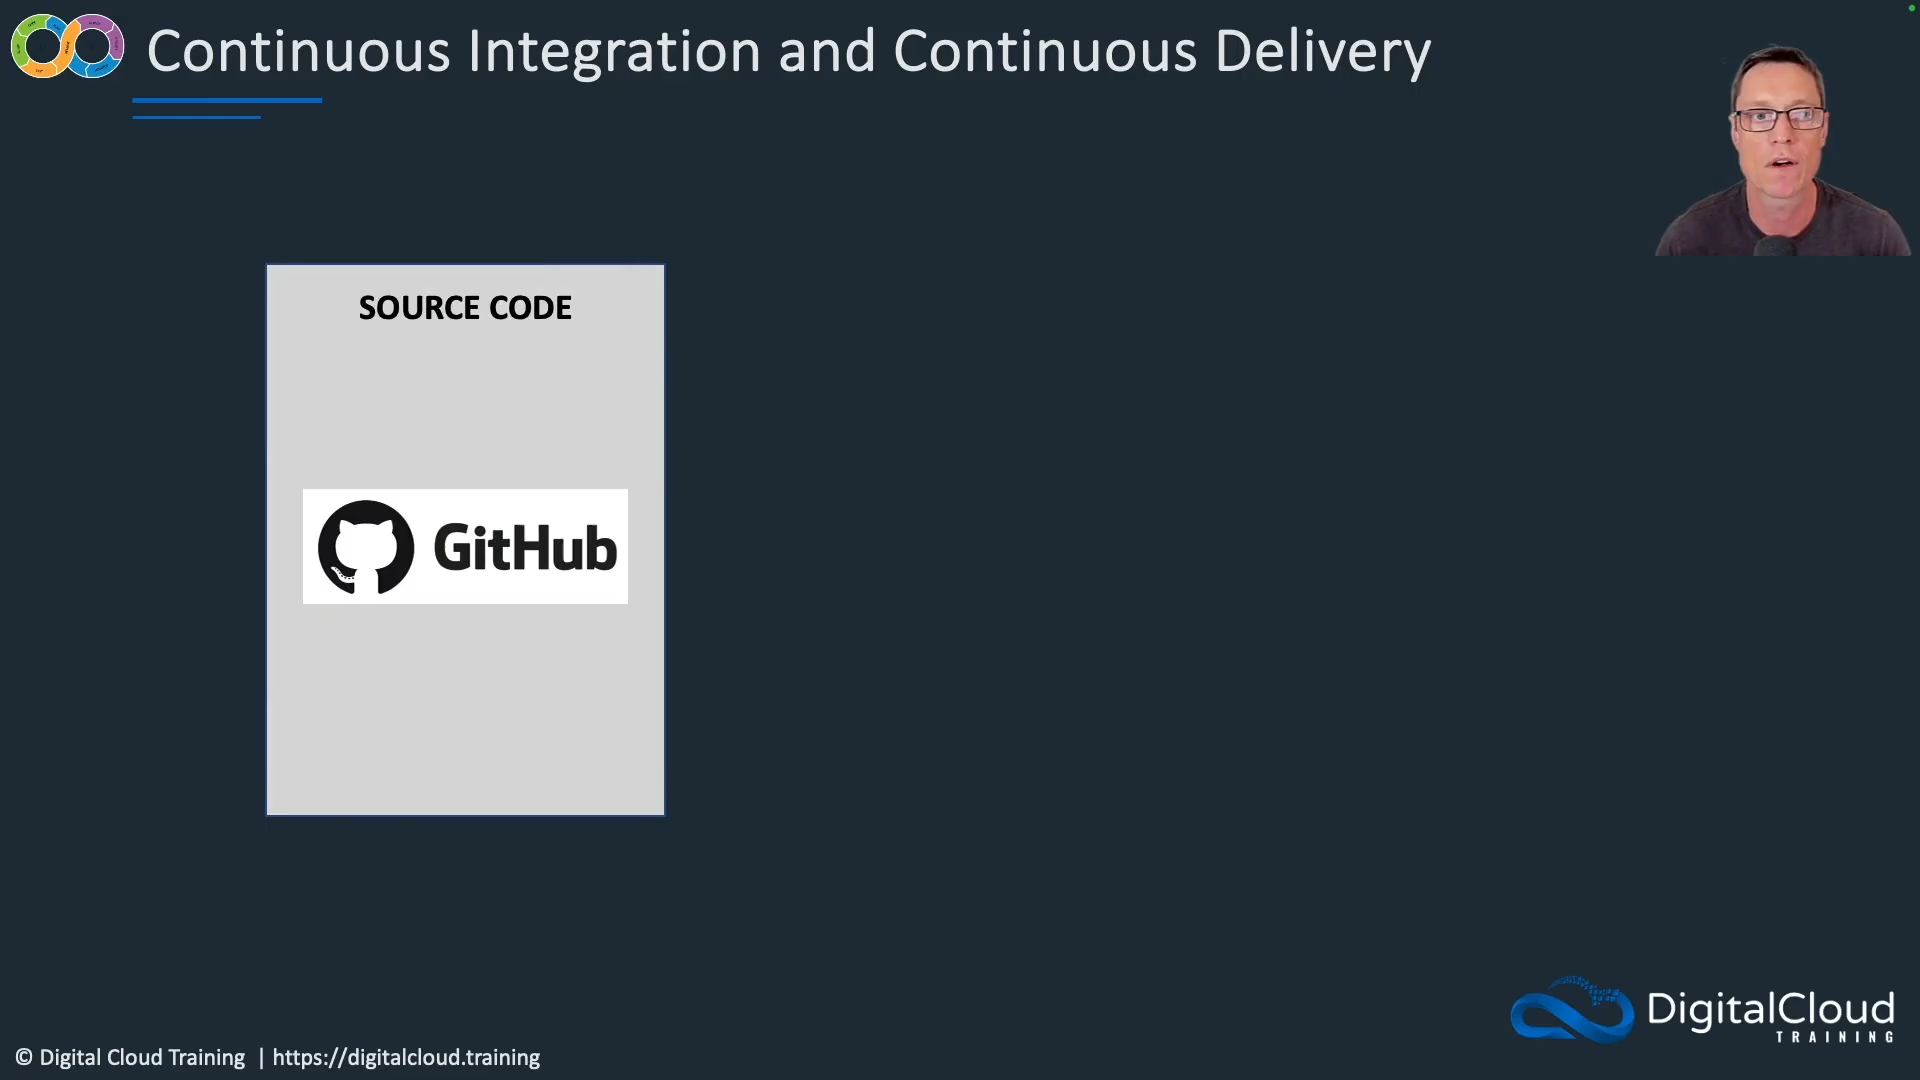 Continuous Integration and Continuous Delivery
SOURCE CODE
GitHub
DigitalCloud
TRAINING
© Digital Cloud Training | https://digitalcloud.training